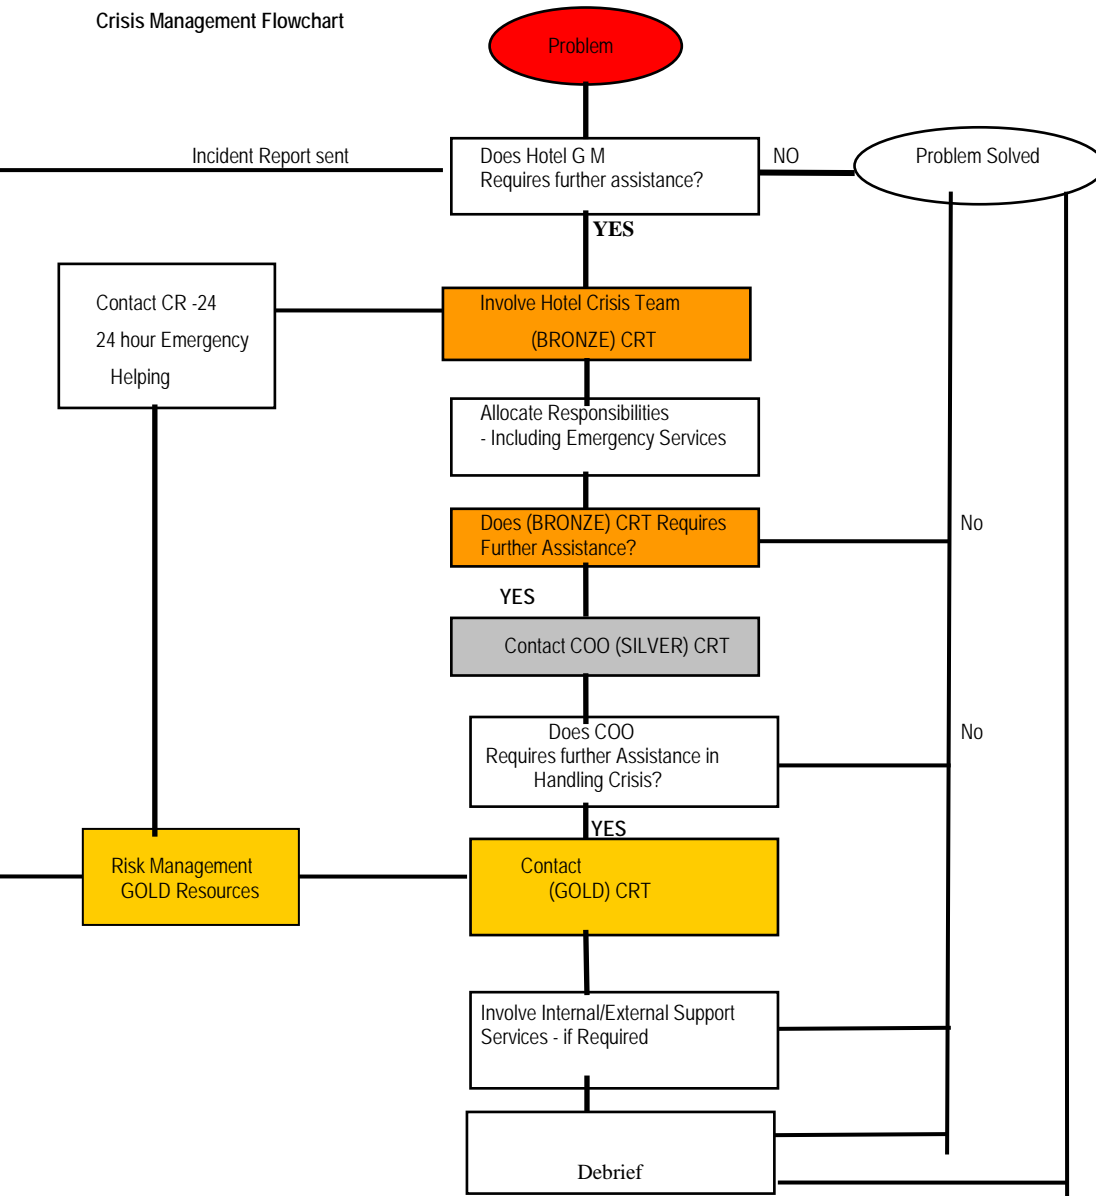 Crisis Management Flowchart
Problem
Incident Report sent
Does Hotel G M
Requires further assistance?
NO
Problem Solved
YES
Contact CR -24
24 hour Emergency
Helping
Involve Hotel Crisis Team
(BRONZE) CRT
Allocate Responsibilities
- Including Emergency Services
Does (BRONZE) CRT Requires
Further Assistance?
No
YES
Contact COO (SILVER) CRT
Does COO
Requires further Assistance in
Handling Crisis?
No
YES
Risk Management
GOLD Resources
Contact
(GOLD) CRT
Involve Internal/External Support
Services - if Required
Debrief